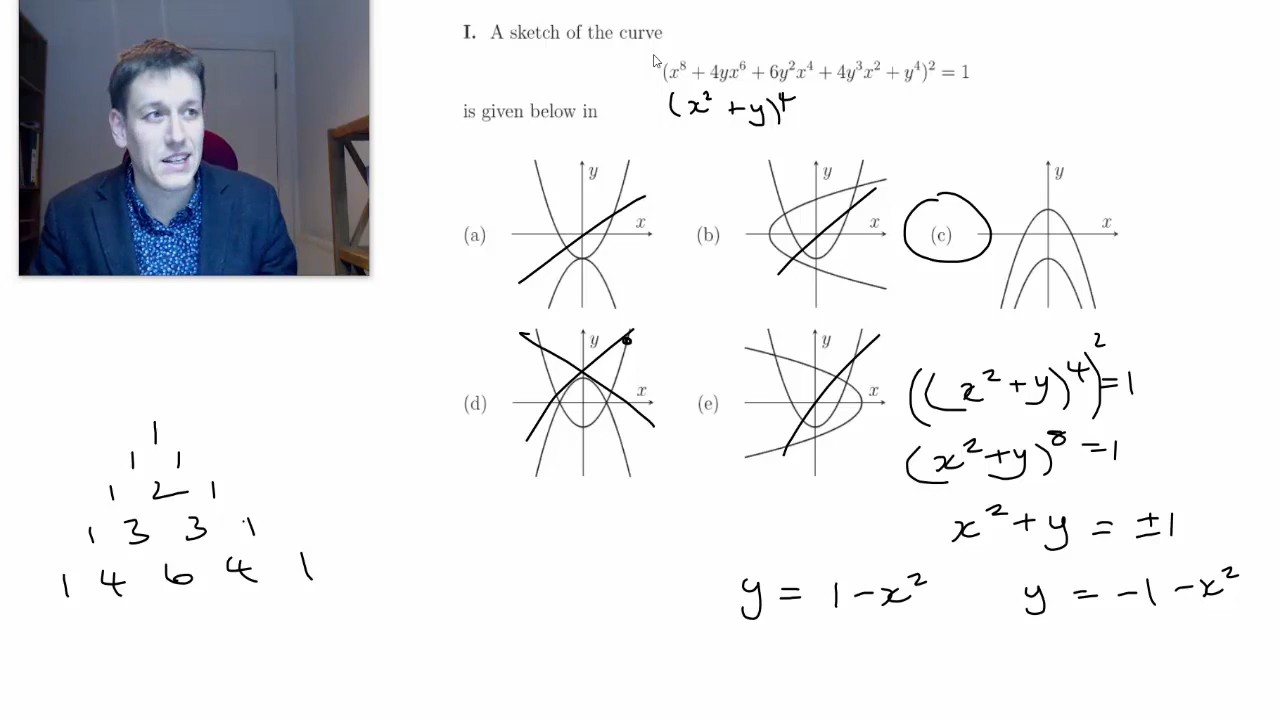 I. A sketch of the curve
(x⁸ + 4yx⁶ + 6y²x⁴ + 4y³x² + y⁴)² = 1
(x² + y)⁴
is given below in
(a) y x
(b) y x
(c) y x
(d) y x
(e) y x
((x² + y)⁴)² = 1
(x² + y)⁸ = 1
x² + y = ±1
y = 1 - x² y = -1 - x²
1
1 1
1 2 1
1 3 3 1
1 4 6 4 1